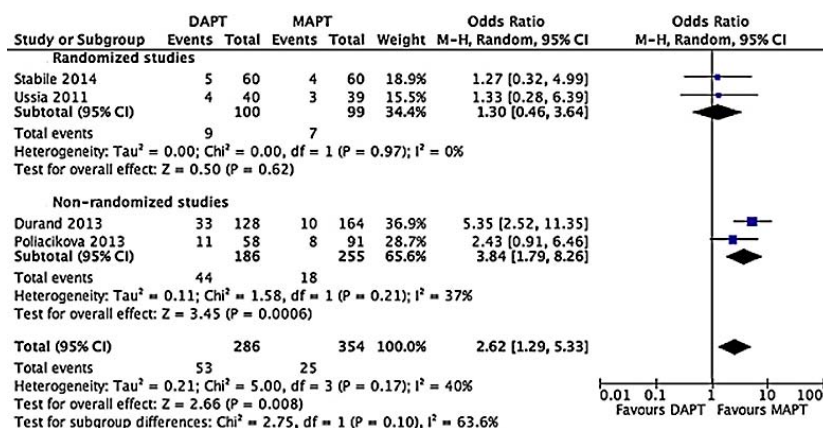 DAPT MAPT Odds Ratio Odds Ratio
Study or Subgroup Events Total Events Total Weight M-H, Random, 95% CI M-H, Random, 95% CI
Randomized studies
Stabile 2014 5 60 4 60 18.9% 1.27 [0.32, 4.99]
Ussia 2011 4 40 3 39 15.5% 1.33 [0.28, 6.39]
Subtotal (95% CI) 100 99 34.4% 1.30 [0.46, 3.64]
Total events 9 7
Heterogeneity: Tau² = 0.00; Chi² = 0.00, df = 1 (P = 0.97); I² = 0%
Test for overall effect: Z = 0.50 (P = 0.62)
Non-randomized studies
Durand 2013 33 128 10 164 36.9% 5.35 [2.52, 11.35]
Poliacikova 2013 11 58 8 91 28.7% 2.43 [0.91, 6.46]
Subtotal (95% CI) 186 255 65.6% 3.84 [1.79, 8.26]
Total events 44 18
Heterogeneity: Tau² = 0.11; Chi² = 1.58, df = 1 (P = 0.21); I² = 37%
Test for overall effect: Z = 3.45 (P = 0.0006)
Total (95% CI) 286 354 100.0% 2.62 [1.29, 5.33]
Total events 53 25
Heterogeneity: Tau² = 0.21; Chi² = 5.00, df = 3 (P = 0.17); I² = 40%
Test for overall effect: Z = 2.66 (P = 0.008)
Test for subgroup differences: Chi² = 2.75, df = 1 (P = 0.10), I² = 63.6%
0.01 0.1 1 10 100
Favours DAPT Favours MAPT